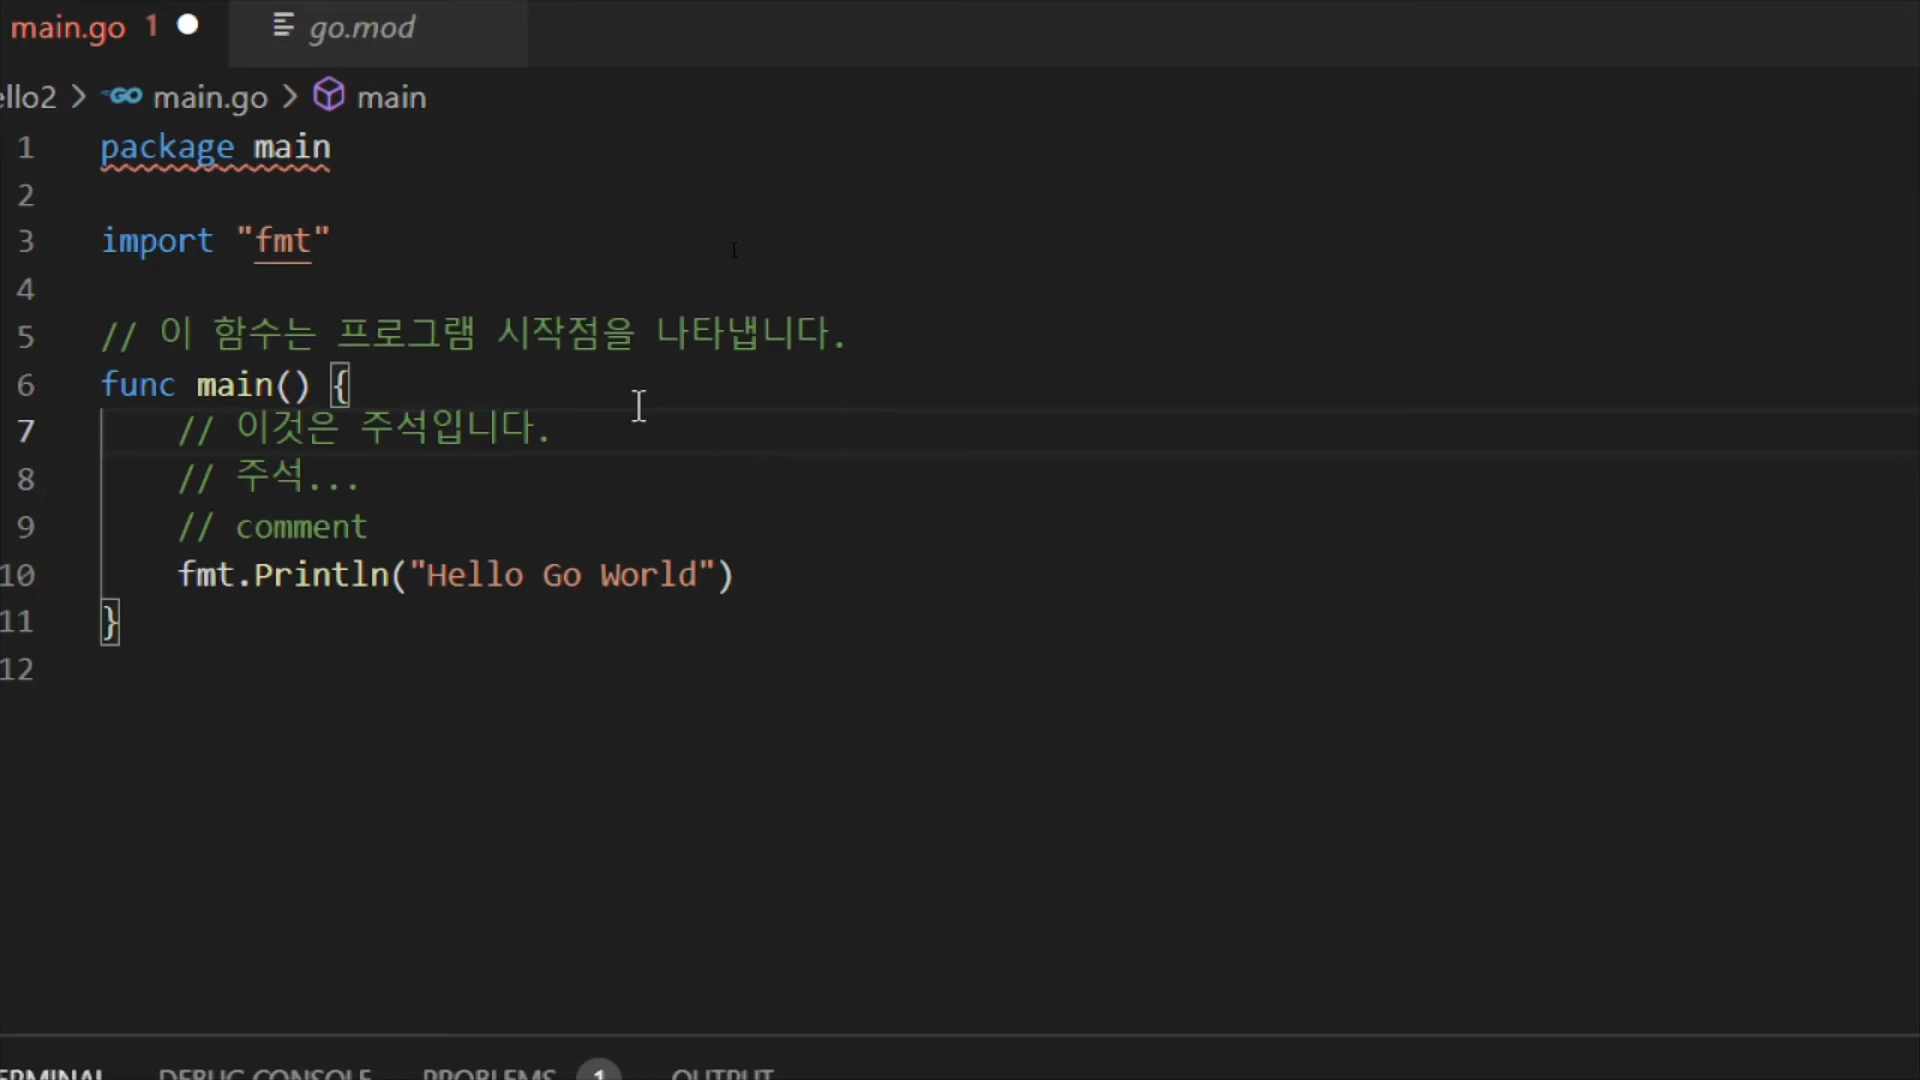 main.go 1 go.mod
ello2 > GO main.go > main
1 package main
2
3 import "fmt"
4
5 // 이 함수는 프로그램 시작점을 나타냅니다.
6 func main() {
7 // 이것은 주석입니다.
8 // 주석...
9 // comment
10 fmt.Println("Hello Go World")
11 }
12
ERMINAL DEBUG CONSOLE PROBLEMS 1 OUTPUT